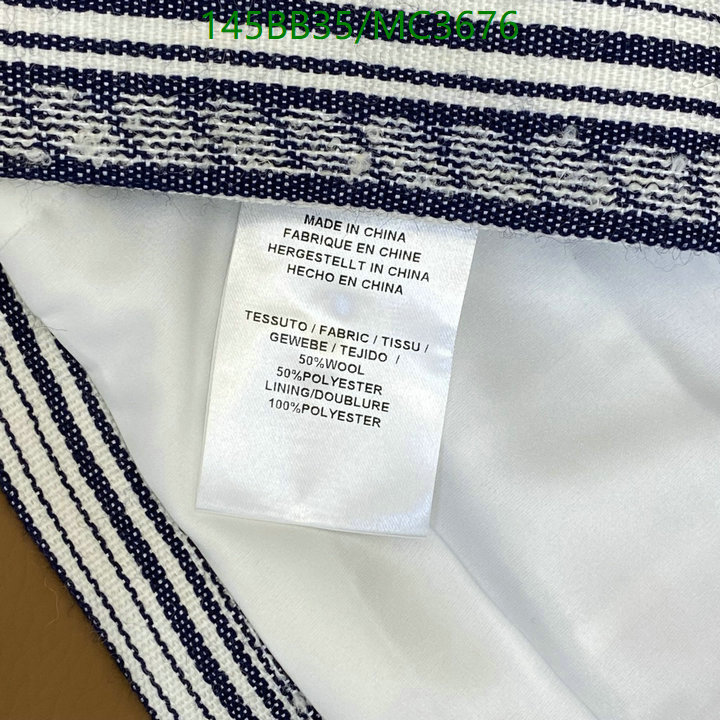 145BB35/MC3676
MADE IN CHINA
FABRIQUE EN CHINE
HERGESTELLT IN CHINA
HECHO EN CHINA
TESSUTO / FABRIC / TISSU /
GEWEBE / TEJIDO /
50%WOOL
50%POLYESTER
LINING/DOUBLURE
100%POLYESTER